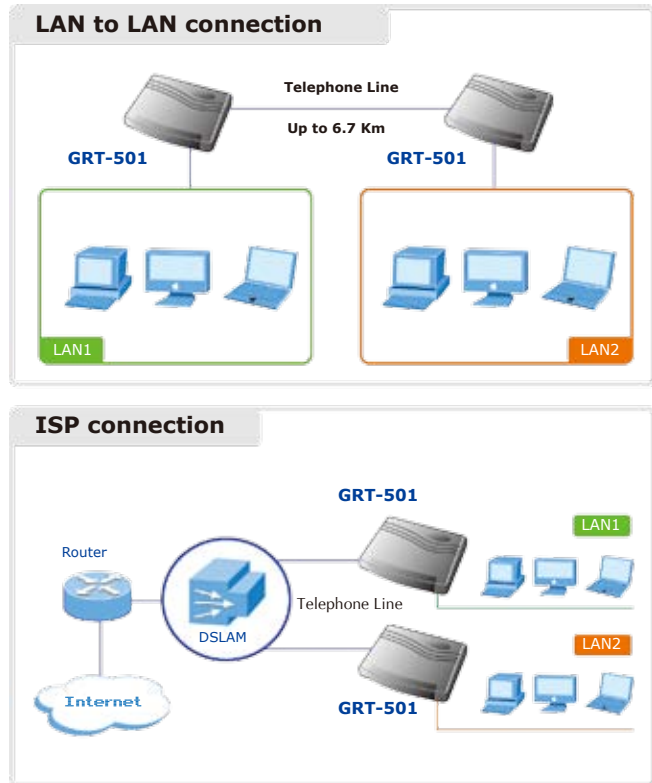 LAN to LAN connection
Telephone Line
Up to 6.7 Km
GRT-501
GRT-501
LAN1
LAN2
ISP connection
GRT-501
LAN1
Router
Telephone Line
DSLAM
LAN2
Internet
GRT-501